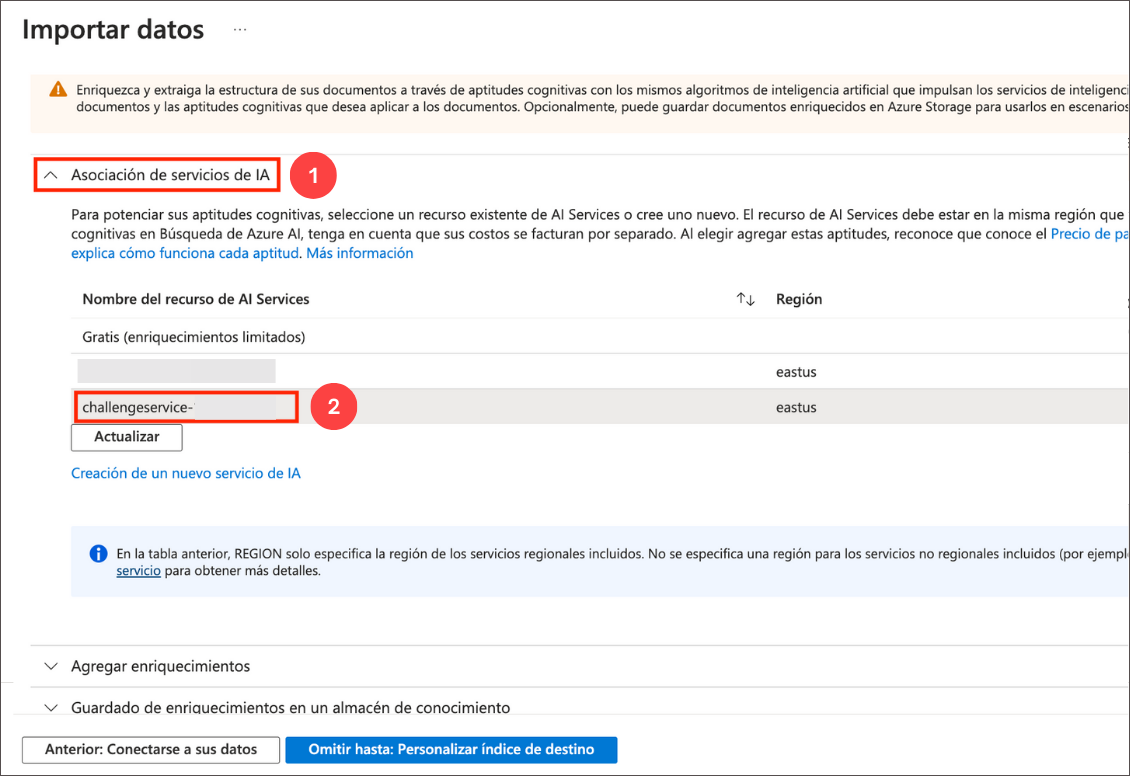 Importar datos ...
Enriquezca y extraiga la estructura de sus documentos a través de aptitudes cognitivas con los mismos algoritmos de inteligencia artificial que impulsan los servicios de inteligenci
documentos y las aptitudes cognitivas que desea aplicar a los documentos. Opcionalmente, puede guardar documentos enriquecidos en Azure Storage para usarlos en escenarios
Asociación de servicios de IA 1
Para potenciar sus aptitudes cognitivas, seleccione un recurso existente de AI Services o cree uno nuevo. El recurso de AI Services debe estar en la misma región que
cognitivas en Búsqueda de Azure AI, tenga en cuenta que sus costos se facturan por separado. Al elegir agregar estas aptitudes, reconoce que conoce el Precio de pa
explica cómo funciona cada aptitud. Más información
Nombre del recurso de AI Services Región
Gratis (enriquecimientos limitados)
eastus
challengeservice- 2 eastus
Actualizar
Creación de un nuevo servicio de IA
En la tabla anterior, REGION solo especifica la región de los servicios regionales incluidos. No se especifica una región para los servicios no regionales incluidos (por ejempl
servicio para obtener más detalles.
Agregar enriquecimientos
Guardado de enriquecimientos en un almacén de conocimiento
Anterior: Conectarse a sus datos Omitir hasta: Personalizar índice de destino